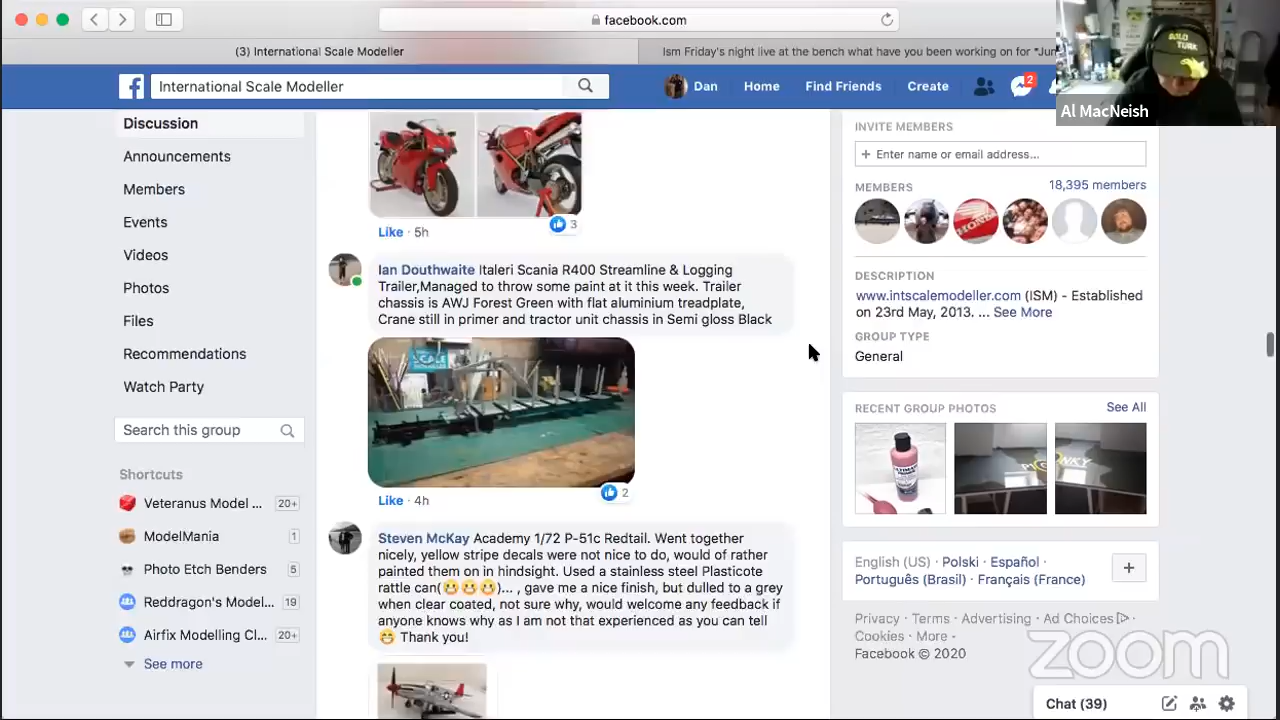 facebook.com
(3) International Scale Modeller
Ism Friday's night live at the bench what have you been working on for *Jun
International Scale Modeller
Dan
Home
Find Friends
Create
2
Al MacNeish
Discussion
Announcements
Members
Events
Videos
Photos
Files
Recommendations
Watch Party
Search this group
Shortcuts
Veteranus Model ... 20+
ModelMania 1
Photo Etch Benders 5
Reddragon's Model... 19
Airfix Modelling Cl... 20+
See more
3
Like · 5h
Ian Douthwaite Italeri Scania R400 Streamline & Logging
Trailer,Managed to throw some paint at it this week. Trailer
chassis is AWJ Forest Green with flat aluminium treadplate,
Crane still in primer and tractor unit chassis in Semi gloss Black
SCALE
2
Like · 4h
Steven McKay Academy 1/72 P-51c Redtail. Went together
nicely, yellow stripe decals were not nice to do, would of rather
painted them on in hindsight. Used a stainless steel Plasticote
rattle can(😬😬😬)... , gave me a nice finish, but dulled to a grey
when clear coated, not sure why, would welcome any feedback if
anyone knows why as I am not that experienced as you can tell
😁 Thank you!
INVITE MEMBERS
+ Enter name or email address...
MEMBERS
18,395 members
DESCRIPTION
www.intscalemodeller.com (ISM) - Established
on 23rd May, 2013. ... See More
GROUP TYPE
General
RECENT GROUP PHOTOS
See All
English (US) · Polski · Español ·
Português (Brasil) · Français (France)
Privacy · Terms · Advertising · Ad Choices ·
Cookies · More ·
Facebook © 2020
zoom
Chat (39)